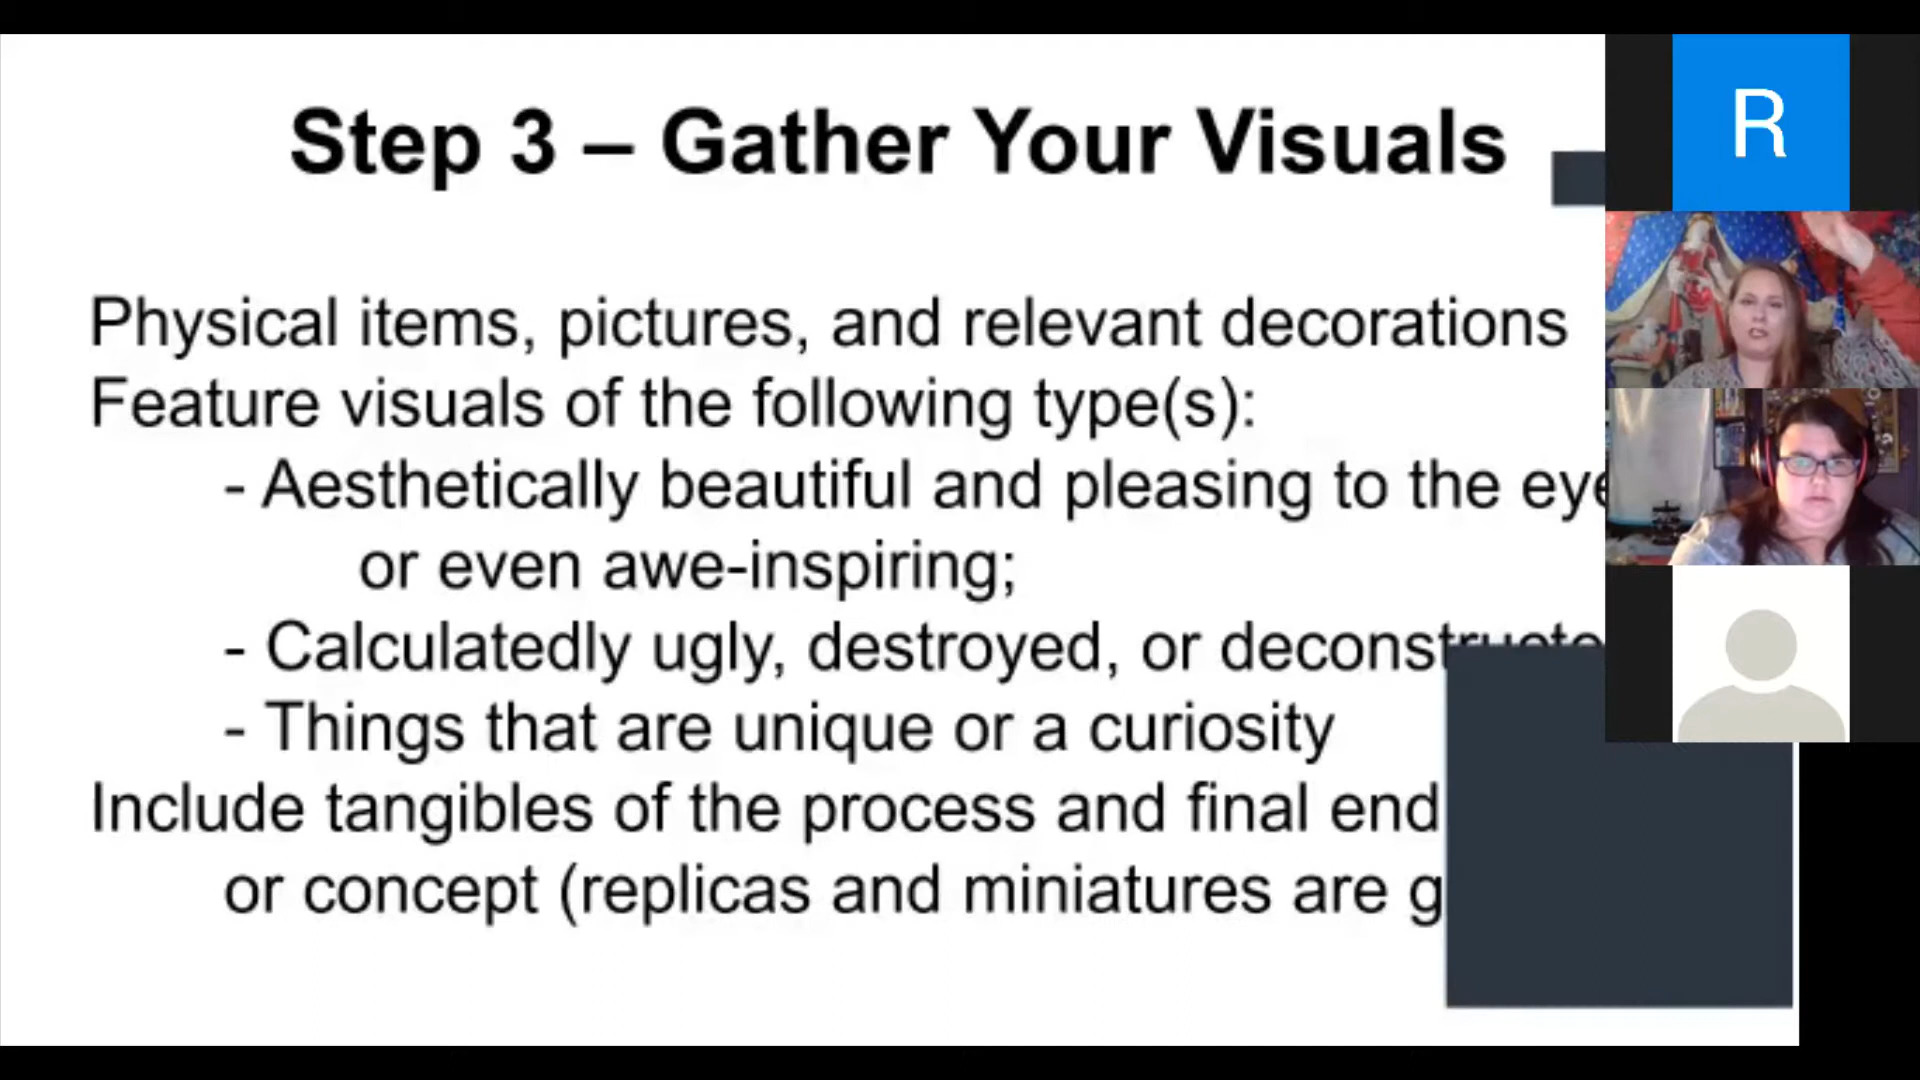 Step 3 – Gather Your Visuals
R
Physical items, pictures, and relevant decorations
Feature visuals of the following type(s):
- Aesthetically beautiful and pleasing to the eye
or even awe-inspiring;
- Calculatedly ugly, destroyed, or
- Things that are unique or a curiosity
Include tangibles of the process and final end
or concept (replicas and miniatures are